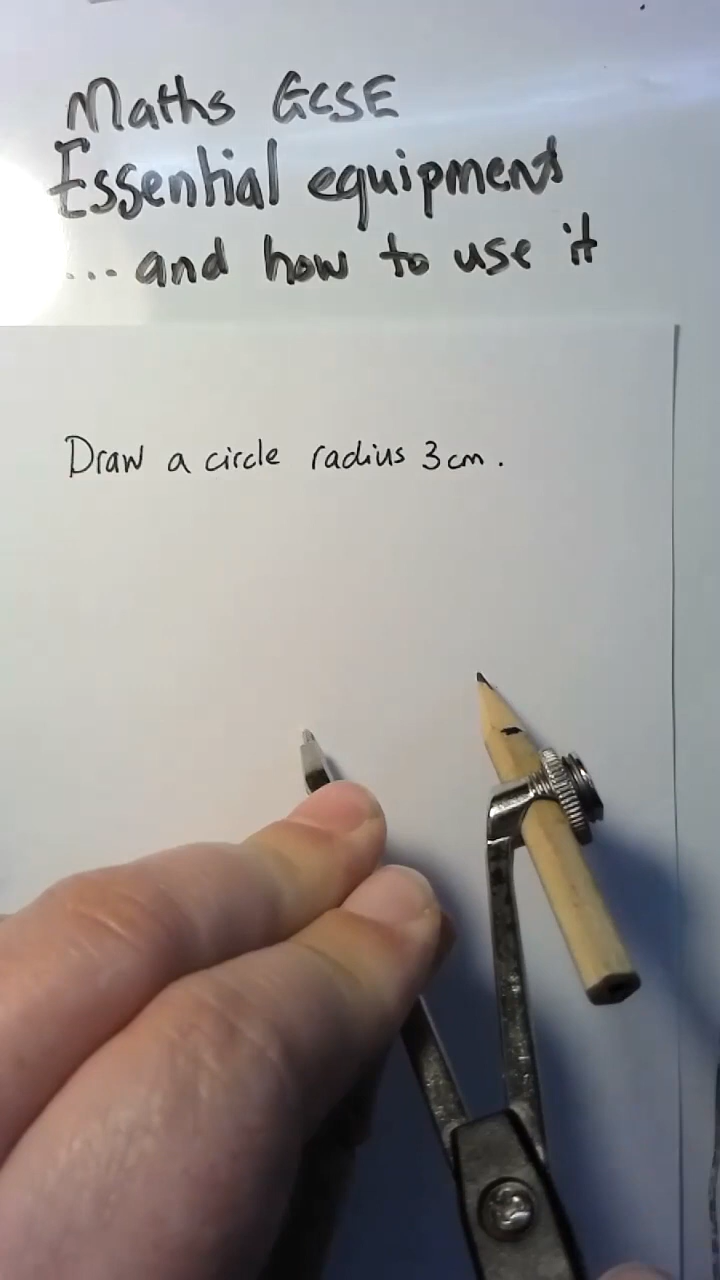 Maths GCSE
Essential equipment
...and how to use it
Draw a circle radius 3cm.